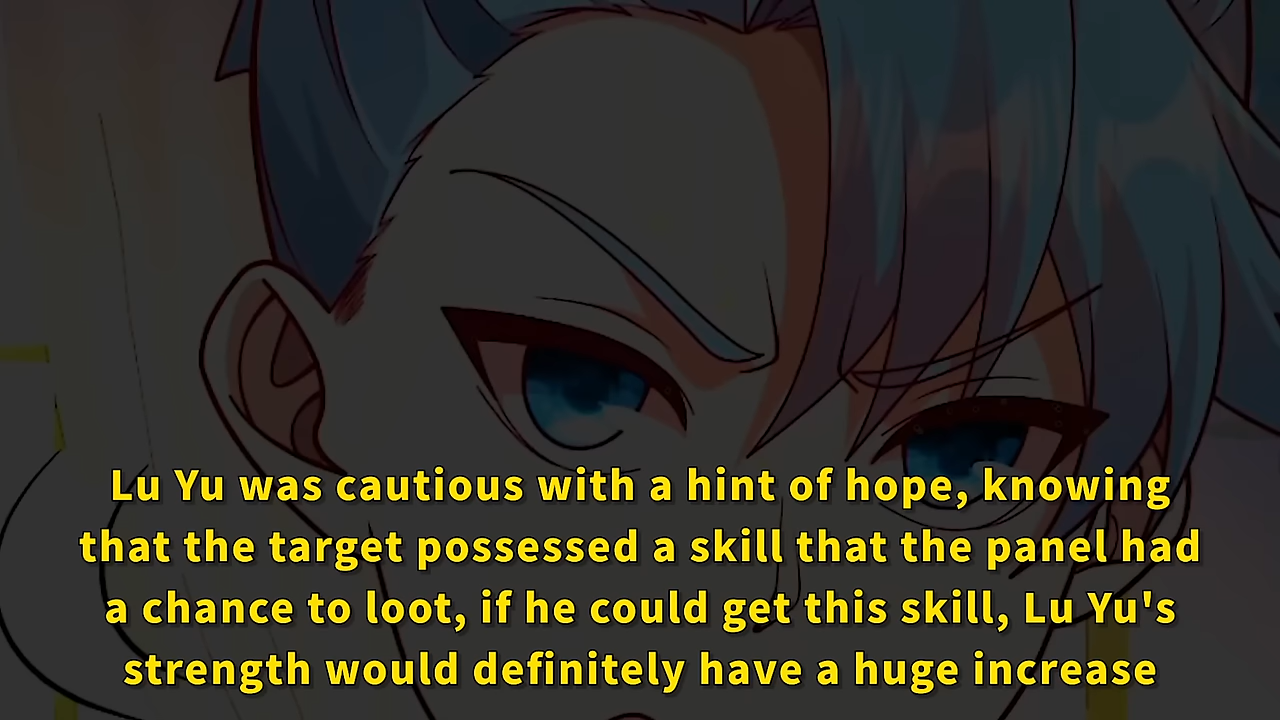 Lu Yu was cautious with a hint of hope, knowing
that the target possessed a skill that the panel had
a chance to loot, if he could get this skill, Lu Yu's
strength would definitely have a huge increase